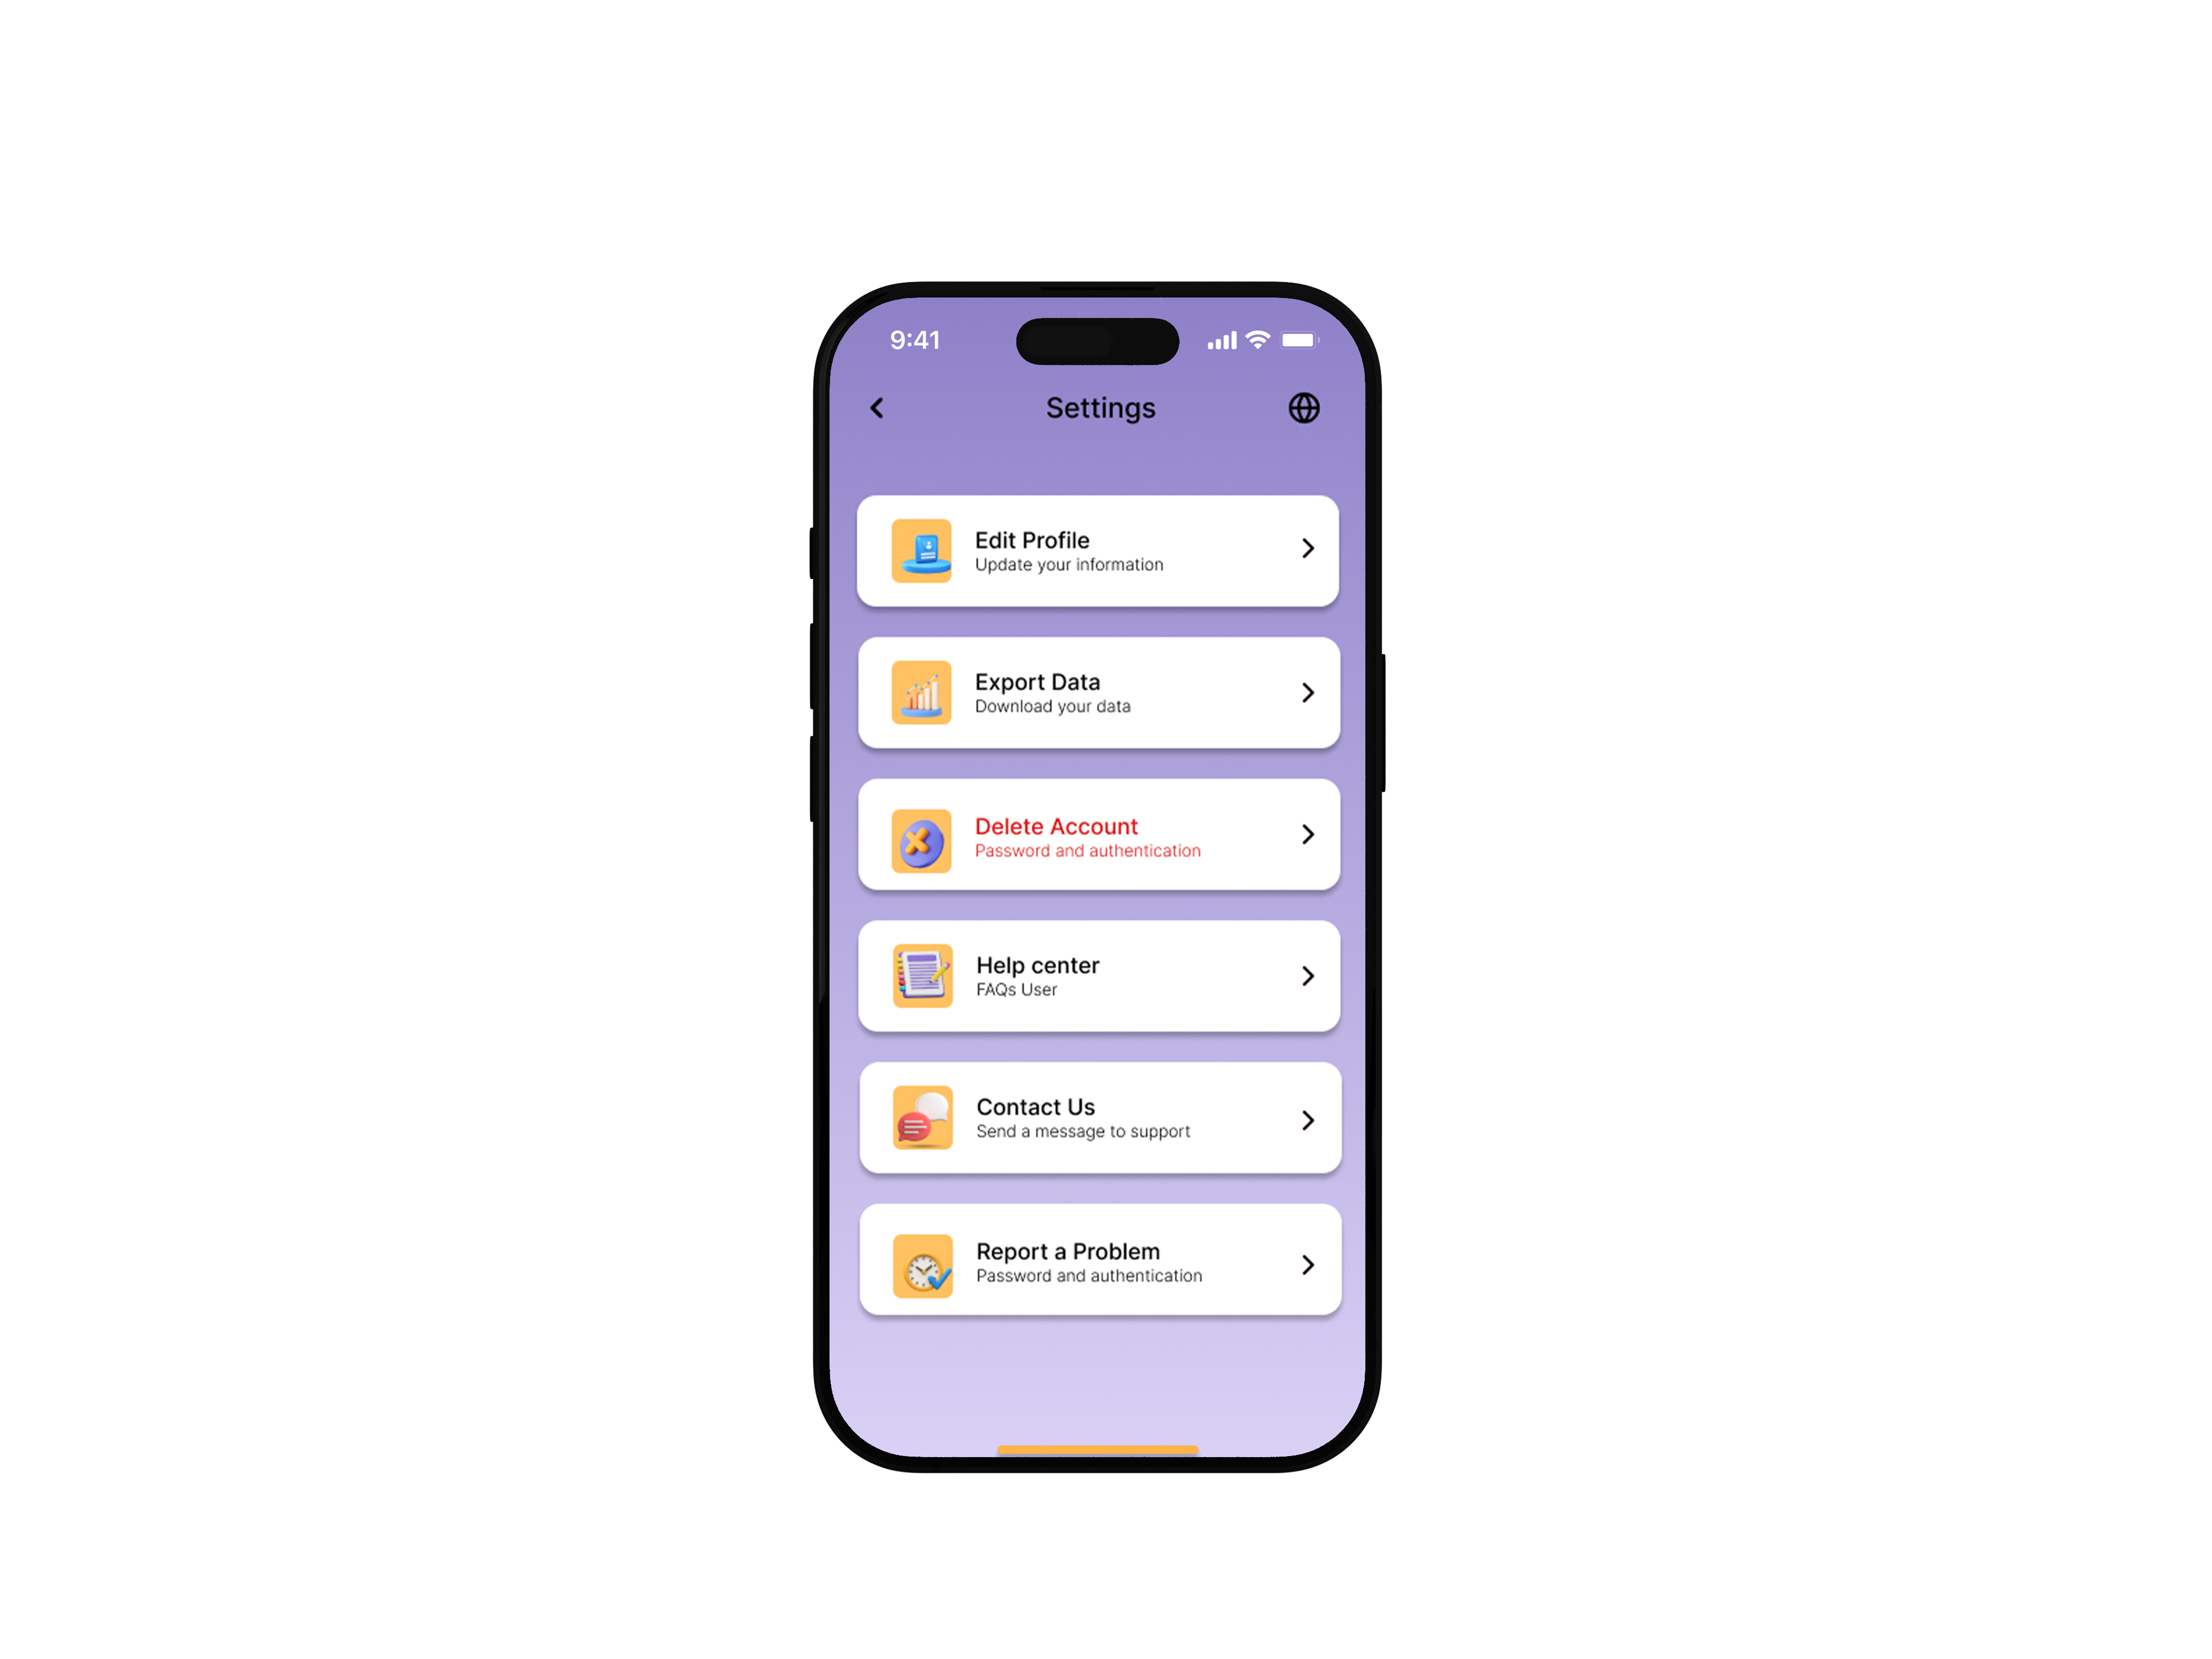 9:41
Settings
Edit Profile
Update your information
Export Data
Download your data
Delete Account
Password and authentication
Help center
FAQs User
Contact Us
Send a message to support
Report a Problem
Password and authentication